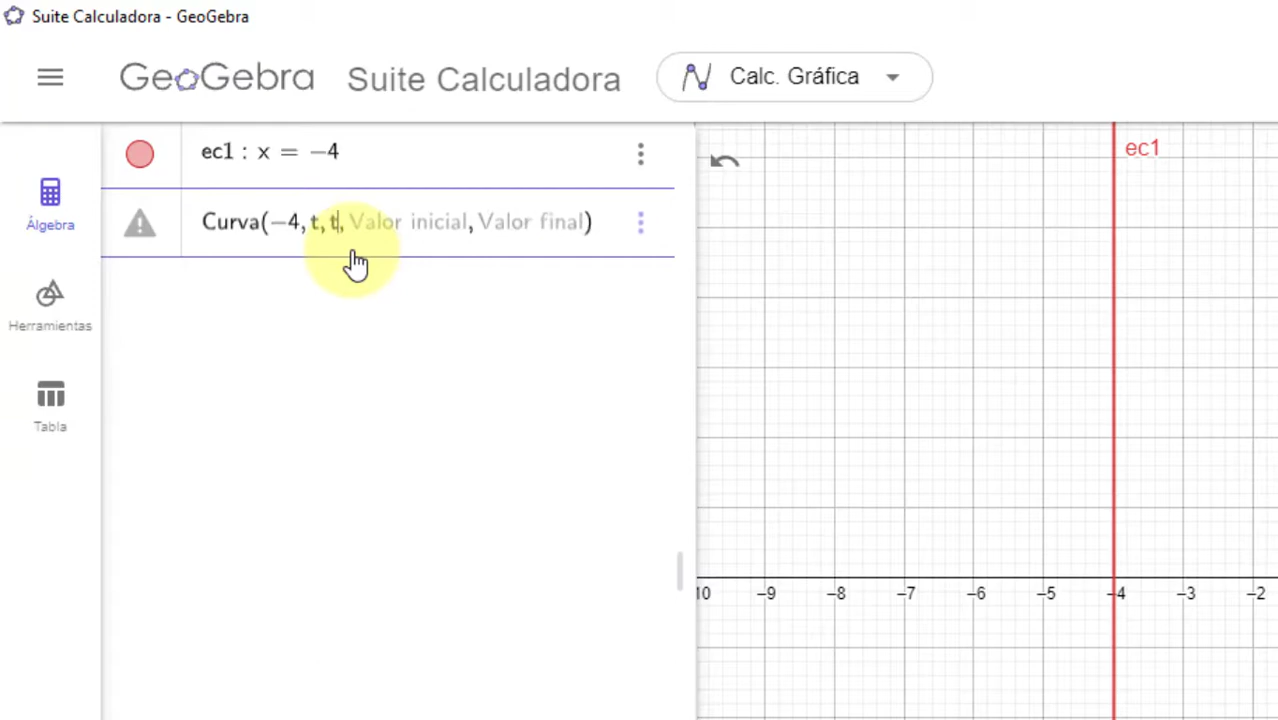 Suite Calculadora - GeoGebra
GeoGebra Suite Calculadora Calc. Gráfica
ec1 : x = −4
ec1
Álgebra
Curva(−4, t, t, Valor inicial, Valor final)
Herramientas
Tabla
10 −9 −8 −7 −6 −5 −4 −3 −2